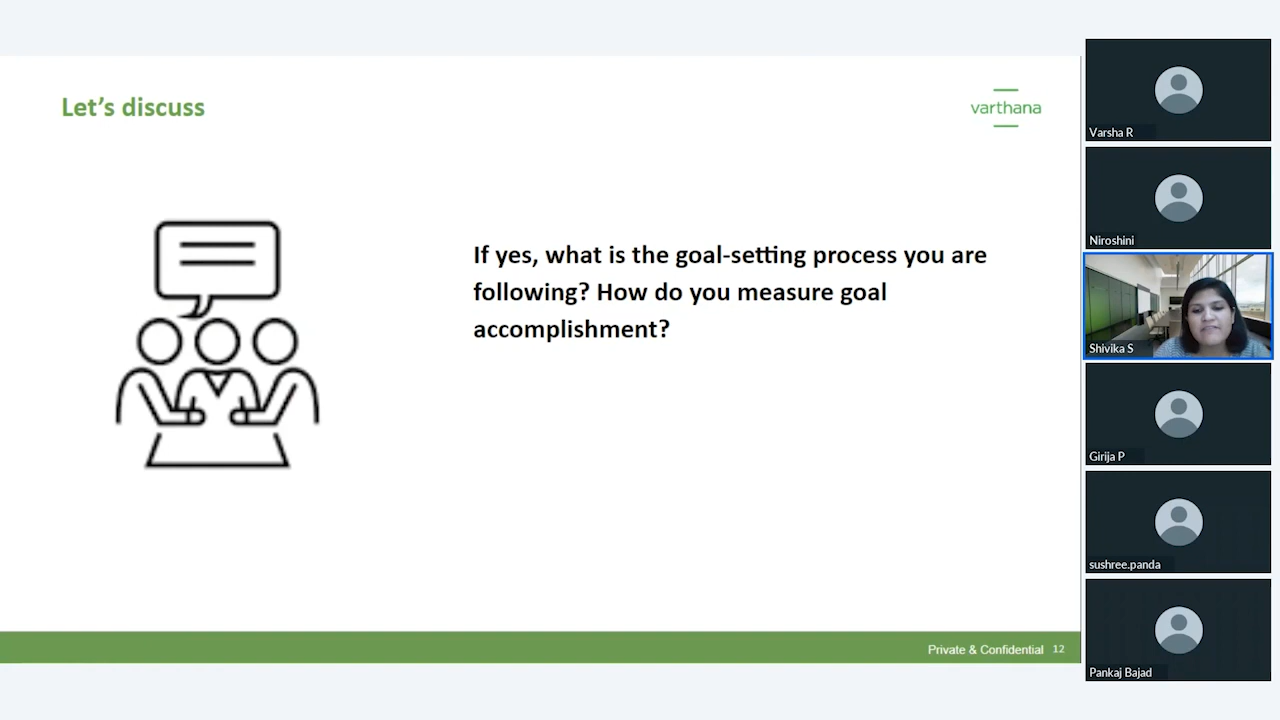 Let's discuss
varthana
If yes, what is the goal-setting process you are
following? How do you measure goal
accomplishment?
Private & Confidential 12
Varsha R
Niroshini
Shivika S
Girija P
sushree.panda
Pankaj Bajad